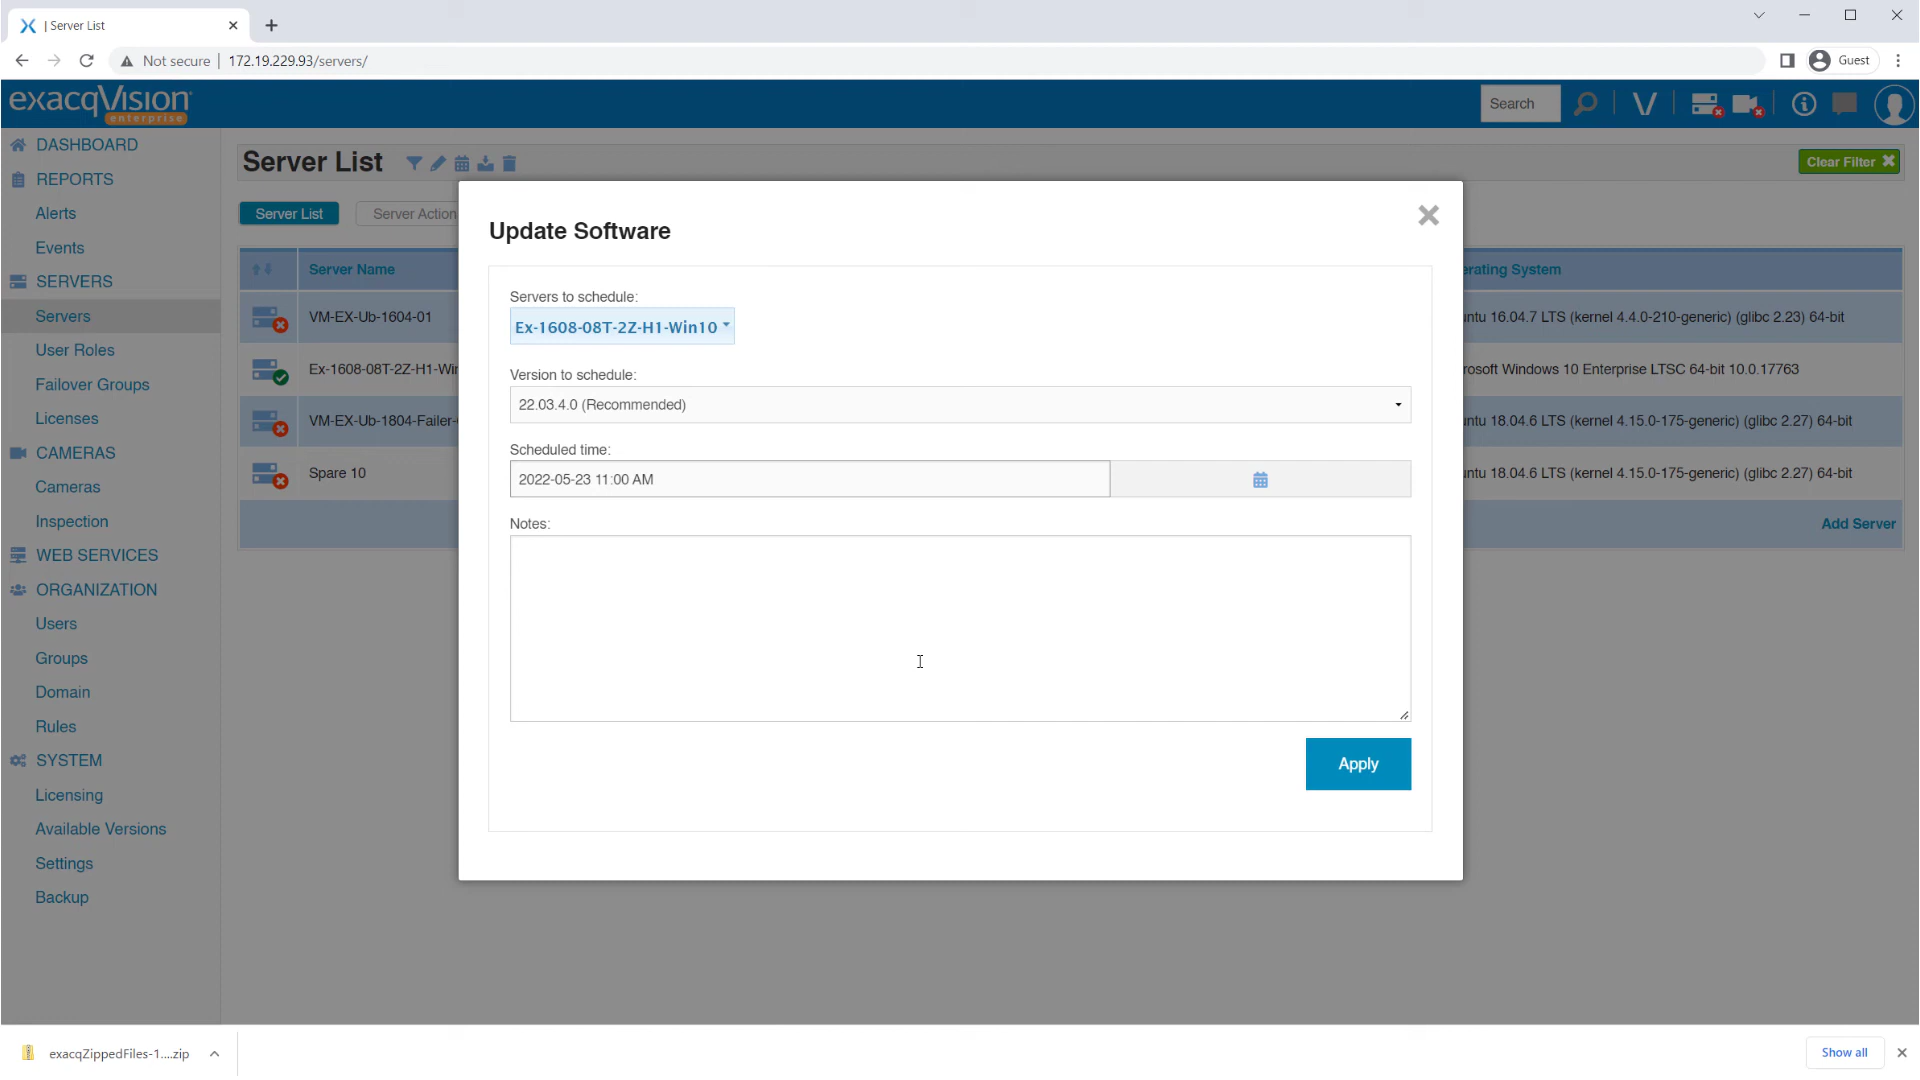 | Server List
Not secure
172.19.229.93/servers/
Guest
exacqVision
enterprise
Search
DASHBOARD
REPORTS
Alerts
Events
SERVERS
Servers
User Roles
Failover Groups
Licenses
CAMERAS
Cameras
Inspection
WEB SERVICES
ORGANIZATION
Users
Groups
Domain
Rules
SYSTEM
Licensing
Available Versions
Settings
Backup
Server List
Clear Filter
Server List
Server Action
Server Name
erating System
VM-EX-Ub-1604-01
untu 16.04.7 LTS (kernel 4.4.0-210-generic) (glibc 2.23) 64-bit
Ex-1608-08T-2Z-H1-Wi
rosoft Windows 10 Enterprise LTSC 64-bit 10.0.17763
VM-EX-Ub-1804-Failer-
untu 18.04.6 LTS (kernel 4.15.0-175-generic) (glibc 2.27) 64-bit
Spare 10
untu 18.04.6 LTS (kernel 4.15.0-175-generic) (glibc 2.27) 64-bit
Add Server
Update Software
Servers to schedule:
Ex-1608-08T-2Z-H1-Win10
Version to schedule:
22.03.4.0 (Recommended)
Scheduled time:
2022-05-23 11:00 AM
Notes:
Apply
exacqZippedFiles-1....zip
Show all